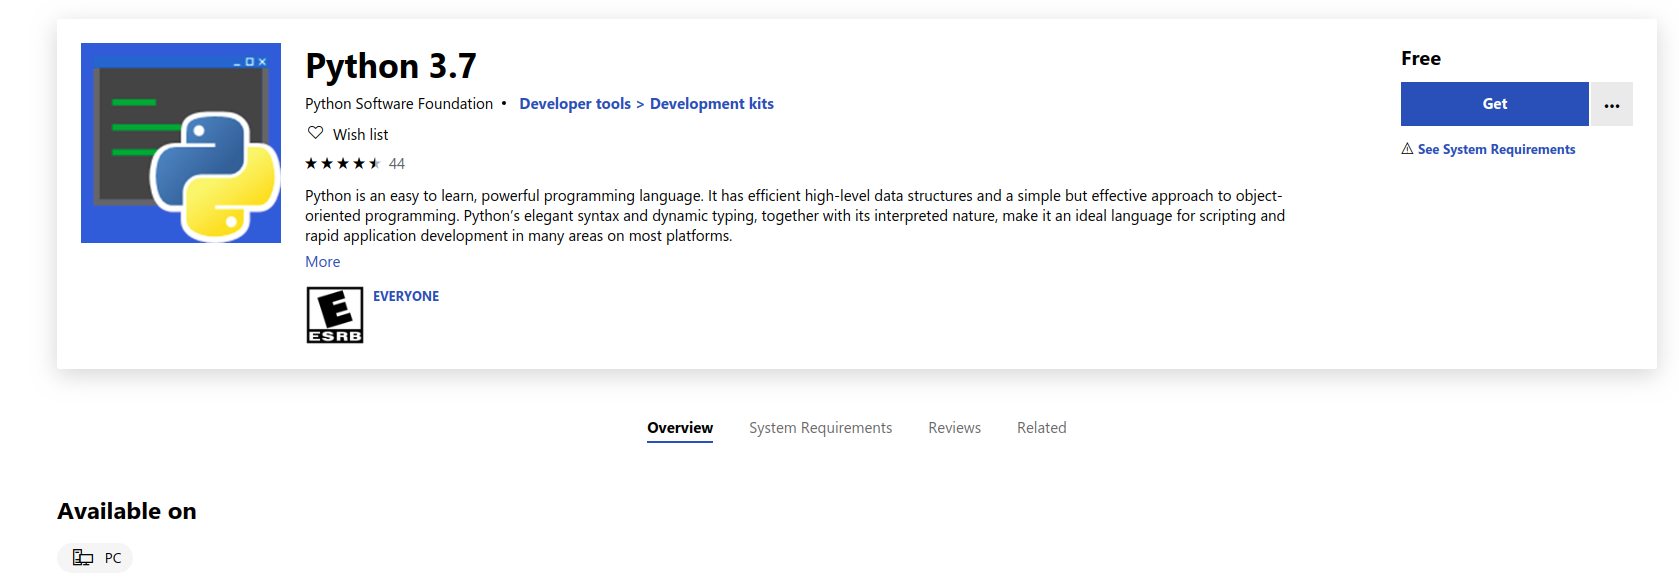 Python 3.7
Python Software Foundation • Developer tools > Development kits
Wish list
44
Python is an easy to learn, powerful programming language. It has efficient high-level data structures and a simple but effective approach to object-
oriented programming. Python’s elegant syntax and dynamic typing, together with its interpreted nature, make it an ideal language for scripting and
rapid application development in many areas on most platforms.
More
E
ESRB
EVERYONE
Free
Get
...
See System Requirements
Overview
System Requirements
Reviews
Related
Available on
PC